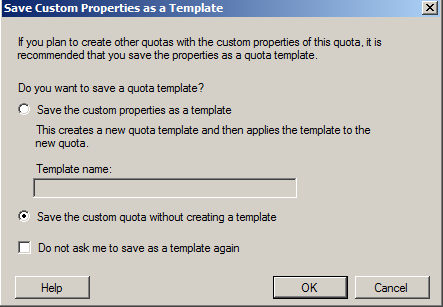 Save Custom Properties as a Template
If you plan to create other quotas with the custom properties of this quota, it is
recommended that you save the properties as a quota template.
Do you want to save a quota template?
Save the custom properties as a template
This creates a new quota template and then applies the template to the
new quota.
Template name:
Save the custom quota without creating a template
Do not ask me to save as a template again
Help
OK
Cancel